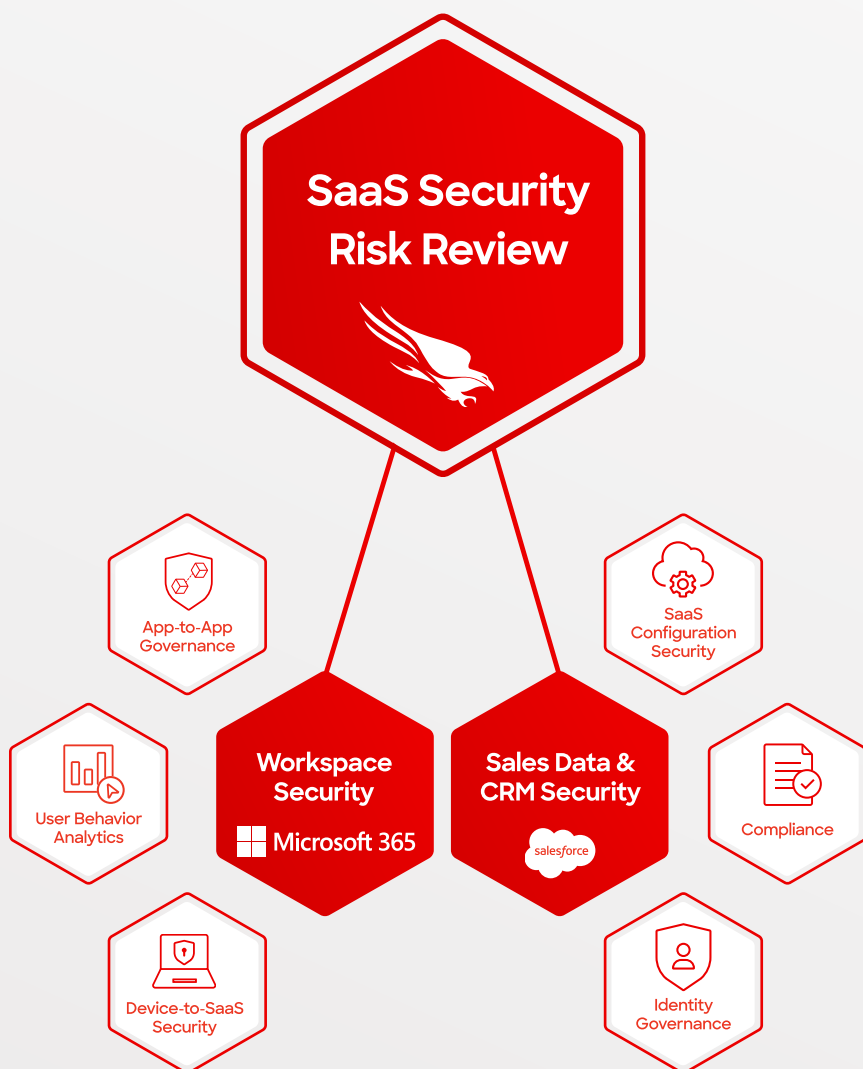 SaaS Security
Risk Review
App-to-App
Governance
SaaS
Configuration
Security
User Behavior
Analytics
Workspace
Security
Microsoft 365
Sales Data &
CRM Security
salesforce
Compliance
Device-to-SaaS
Security
Identity
Governance